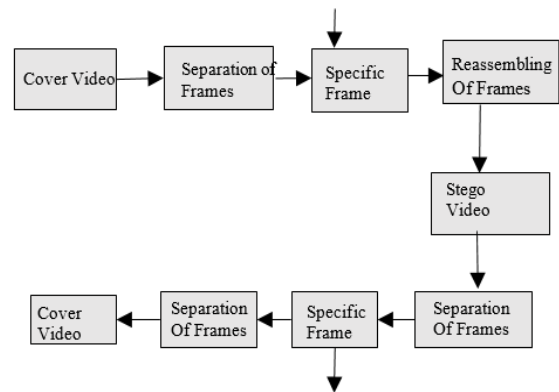 Cover Video
Separation of
Frames
Specific
Frame
Reassembling
Of Frames
Stego
Video
Separation
Of Frames
Specific
Frame
Separation
Of Frames
Cover
Video